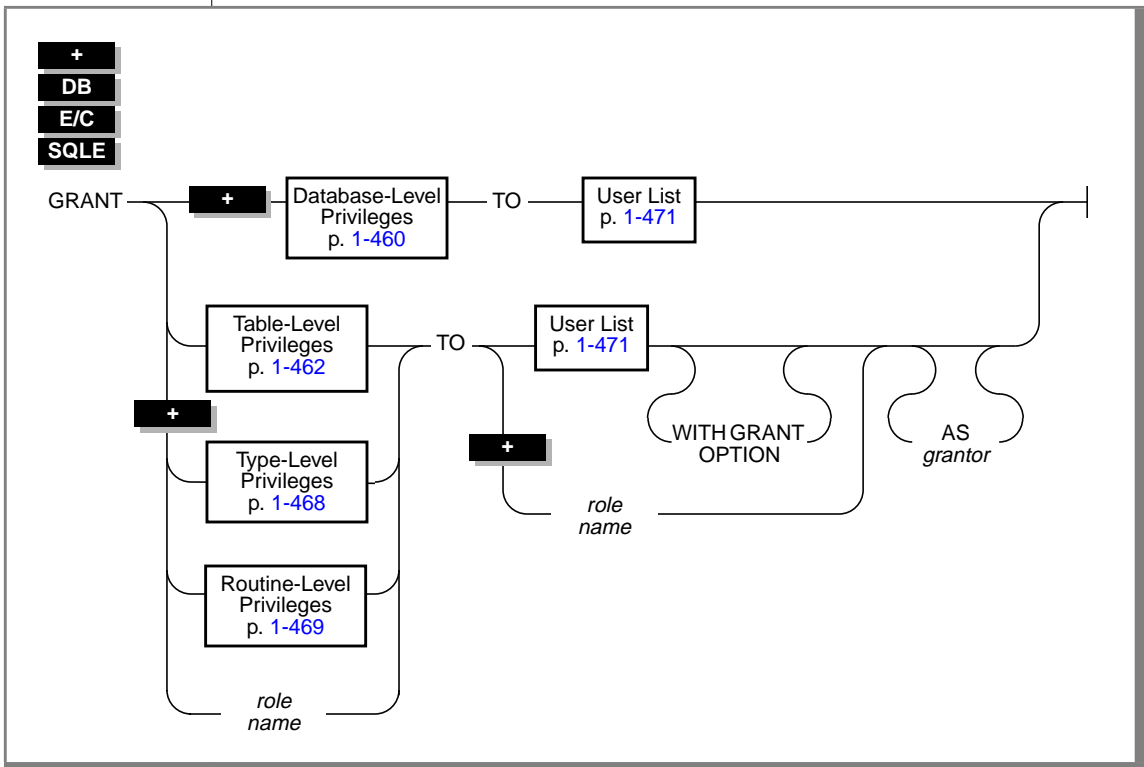 +
DB
E/C
SQLE
GRANT
+
Database-Level
Privileges
p. 1-460
TO
User List
p. 1-471
Table-Level
Privileges
p. 1-462
TO
User List
p. 1-471
WITH GRANT
OPTION
AS
grantor
+
Type-Level
Privileges
p. 1-468
+
role
name
Routine-Level
Privileges
p. 1-469
role
name